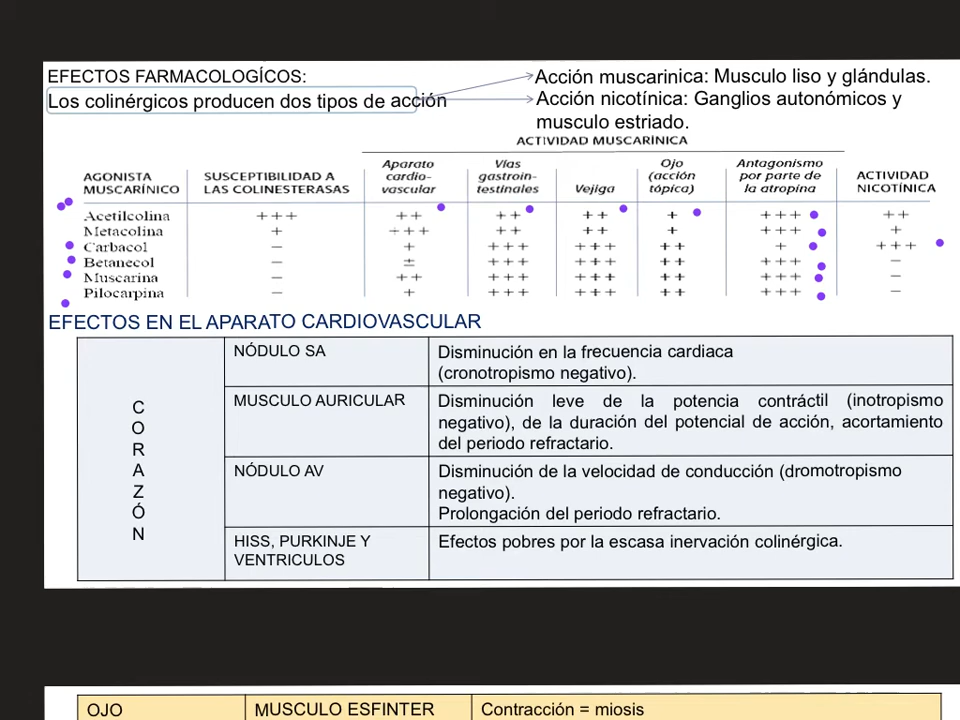 EFECTOS FARMACOLOGÍCOS:
Los colinérgicos producen dos tipos de acción
Acción muscarinica: Musculo liso y glándulas.
Acción nicotínica: Ganglios autonómicos y
musculo estriado.
ACTIVIDAD MUSCARÍNICA
AGONISTA MUSCARÍNICO
SUSCEPTIBILIDAD A LAS COLINESTERASAS
Aparato cardio-vascular
Vías gastroin-testinales
Vejiga
Ojo (acción tópica)
Antagonismo por parte de la atropina
ACTIVIDAD NICOTÍNICA
Acetilcolina +++ ++ ++ ++ + +++ ++
Metacolina + +++ ++ ++ + +++ +
Carbacol − + +++ +++ ++ + +++
Betanecol − ± +++ +++ ++ +++ −
Muscarina − ++ +++ +++ ++ +++ −
Pilocarpina − + +++ +++ ++ +++ −
EFECTOS EN EL APARATO CARDIOVASCULAR
CORAZÓN
NÓDULO SA
Disminución en la frecuencia cardiaca
(cronotropismo negativo).
MUSCULO AURICULAR
Disminución leve de la potencia contráctil (inotropismo
negativo), de la duración del potencial de acción, acortamiento
del periodo refractario.
NÓDULO AV
Disminución de la velocidad de conducción (dromotropismo
negativo).
Prolongación del periodo refractario.
HISS, PURKINJE Y
VENTRICULOS
Efectos pobres por la escasa inervación colinérgica.
OJO
MUSCULO ESFINTER
Contracción = miosis